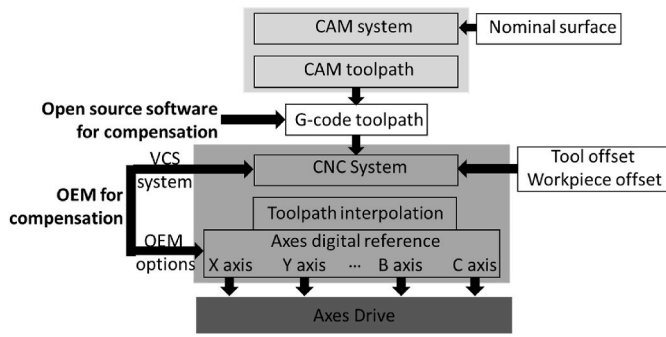 CAM system
Nominal surface
CAM toolpath
Open source software
for compensation
G-code toolpath
VCS
system
CNC System
Tool offset
Workpiece offset
OEM for
compensation
Toolpath interpolation
OEM
options
Axes digital reference
X axis Y axis ... B axis C axis
Axes Drive